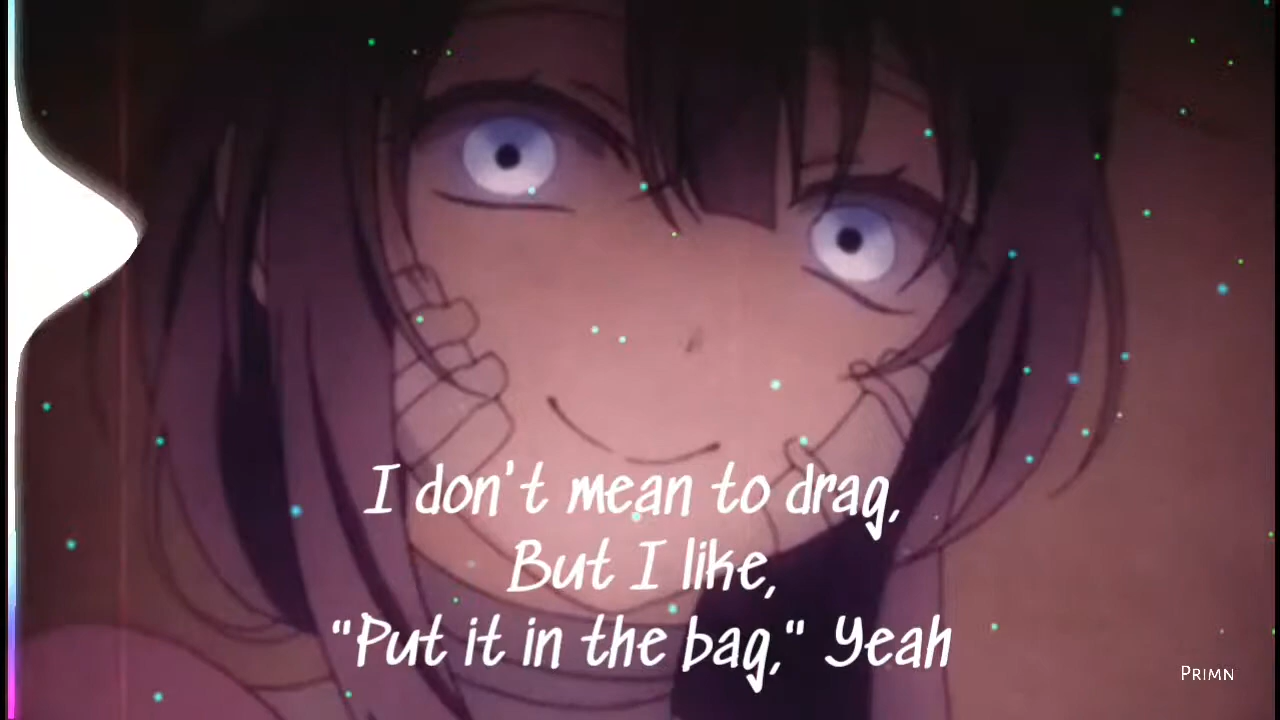 I don't mean to drag,
But I like,
"Put it in the bag," Yeah
Primn